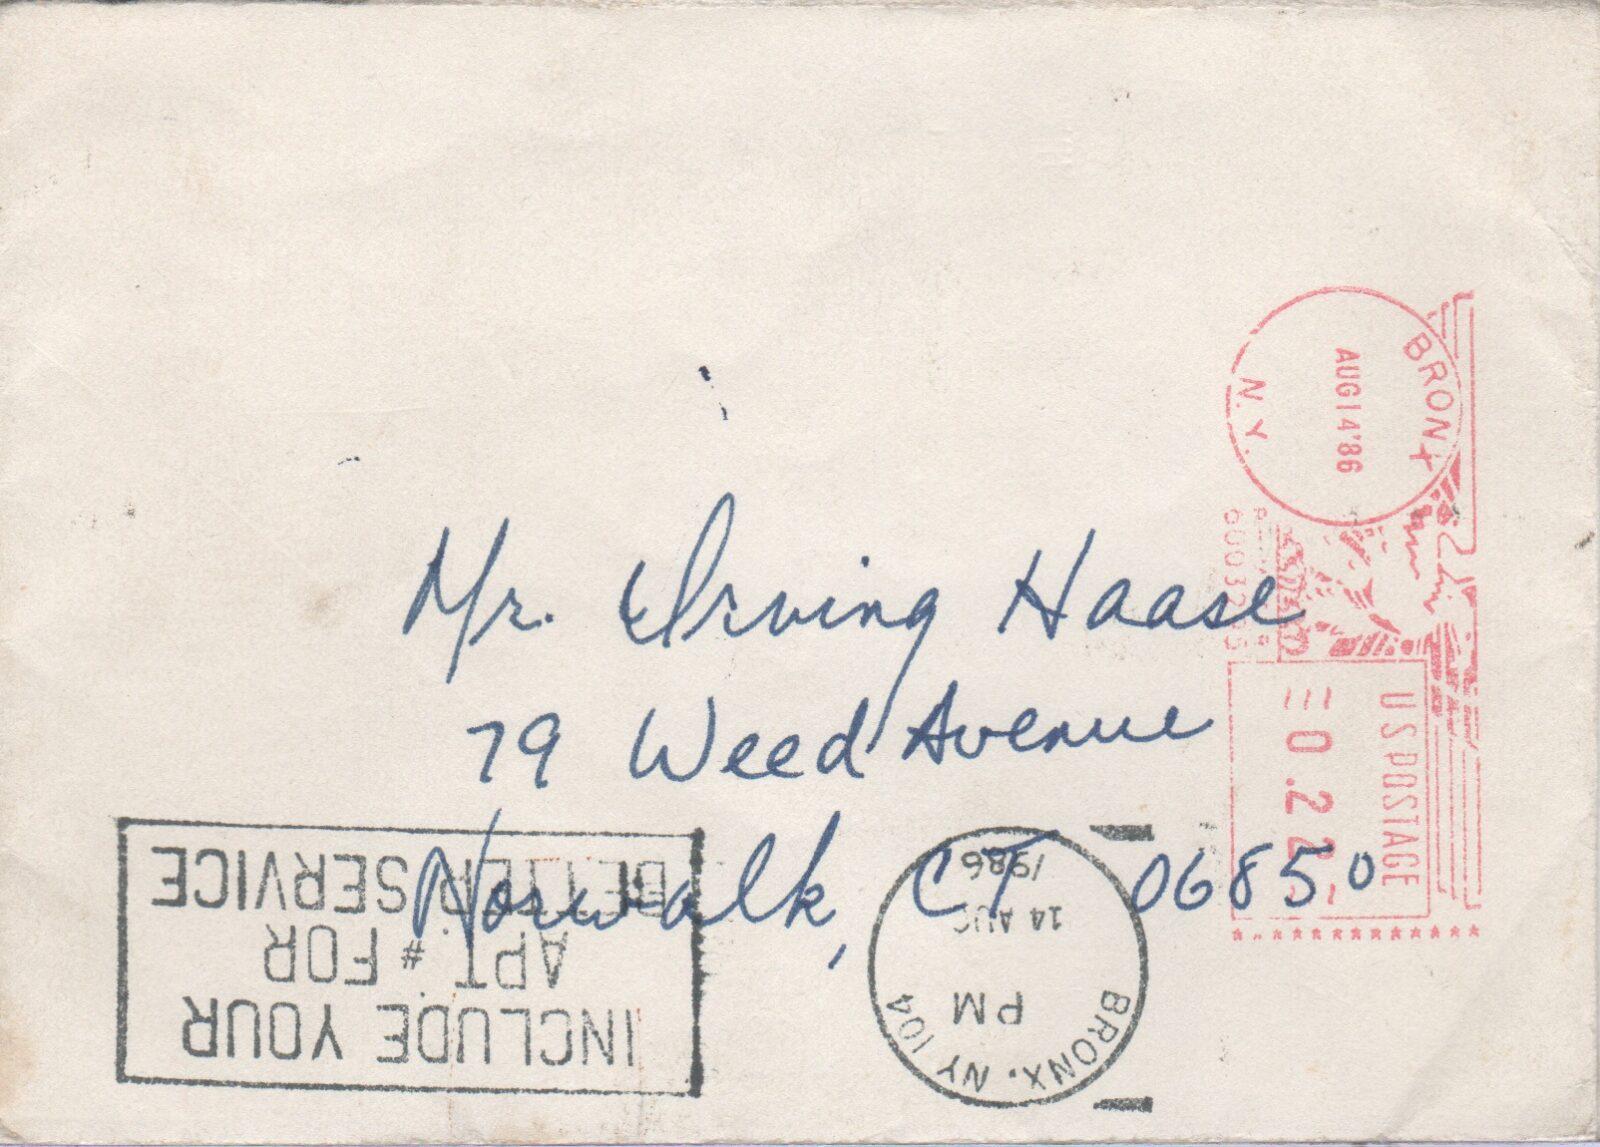 Mr. Irving Haase
79 Weed Avenue
Norwalk, CT 06850
BRONX
AUG 14 '86
N.Y.
U.S. POSTAGE
0.22
INCLUDE YOUR
APT # FOR
BETTER SERVICE
BRONX, NY 104
PM
14 AUG
1986